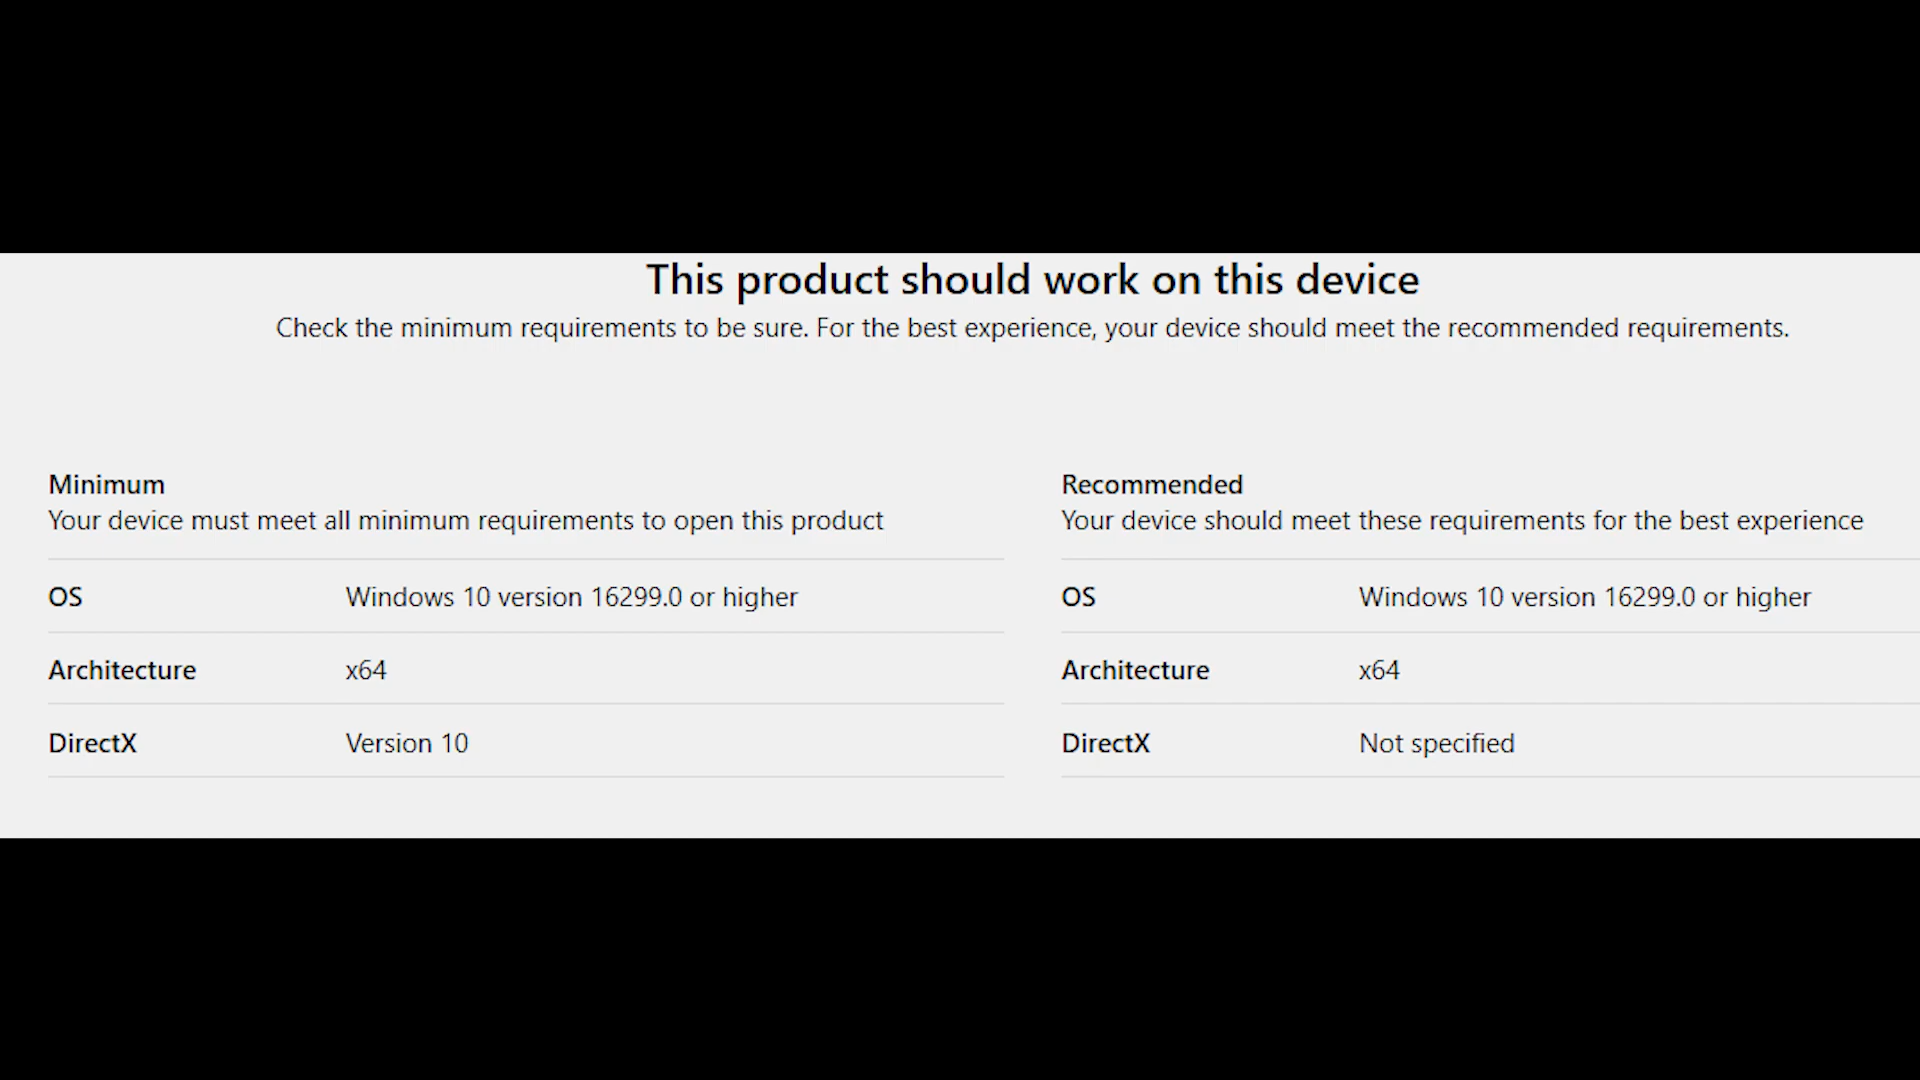 This product should work on this device
Check the minimum requirements to be sure. For the best experience, your device should meet the recommended requirements.
Minimum
Your device must meet all minimum requirements to open this product
OS Windows 10 version 16299.0 or higher
Architecture x64
DirectX Version 10
Recommended
Your device should meet these requirements for the best experience
OS Windows 10 version 16299.0 or higher
Architecture x64
DirectX Not specified